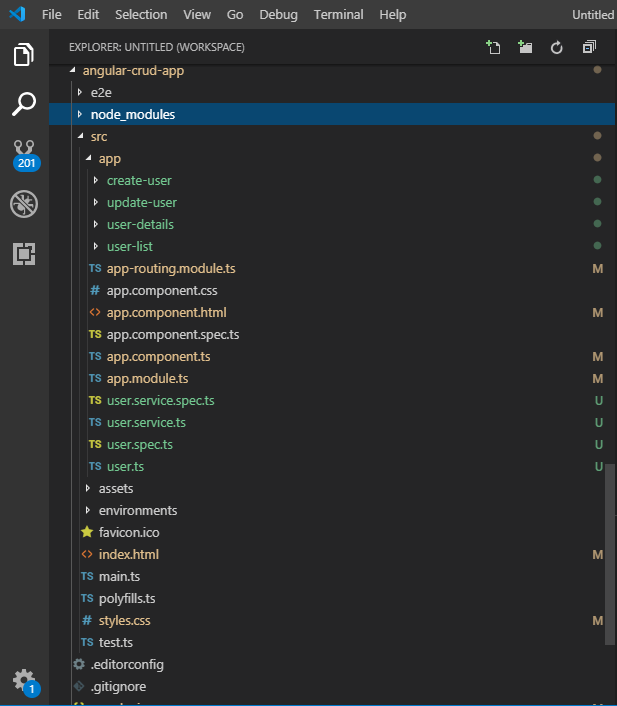 File Edit Selection View Go Debug Terminal Help Untitled
EXPLORER: UNTITLED (WORKSPACE)
angular-crud-app
e2e
node_modules
src
201
app
create-user
update-user
user-details
user-list
TS app-routing.module.ts M
# app.component.css
<> app.component.html M
TS app.component.spec.ts
TS app.component.ts M
TS app.module.ts M
TS user.service.spec.ts U
TS user.service.ts U
TS user.spec.ts U
TS user.ts U
assets
environments
favicon.ico
<> index.html M
TS main.ts
TS polyfills.ts
# styles.css M
TS test.ts
.editorconfig
.gitignore
1